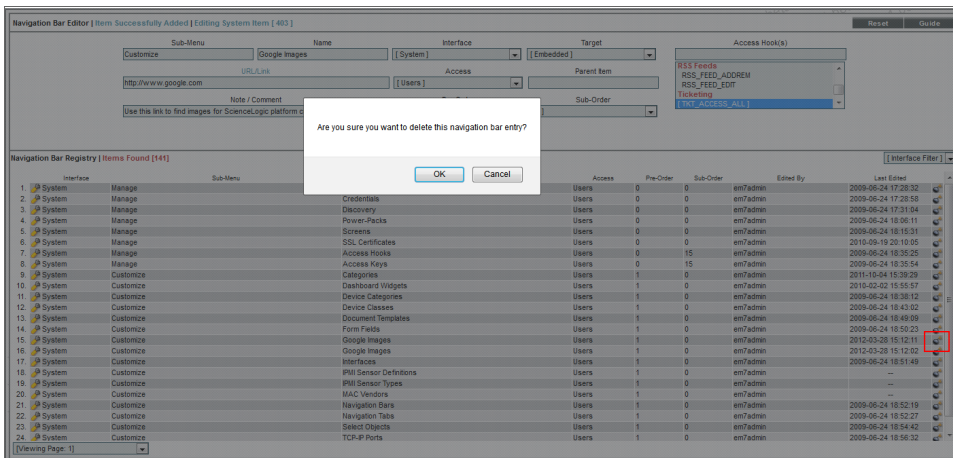 Navigation Bar Editor | Item Successfully Added | Editing System Item [ 403 ] Reset Guide
Sub-Menu Name Interface Target Access Hook(s)
Customize Google Images [ System ] [ Embedded ]
URL/Link Access Parent Item
http://www.google.com [ Users ]
RSS Feeds
RSS_FEED_ADDREM
RSS_FEED_EDIT
Ticketing
[ TKT_ACCESS_ALL ]
Note / Comment Sub-Order
Use this link to find images for ScienceLogic platform c
Are you sure you want to delete this navigation bar entry?
OK Cancel
Navigation Bar Registry | Items Found [141] [ Interface Filter ]
Interface Sub-Menu Access Pre-Order Sub-Order Edited By Last Edited
1. System Manage Users 0 0 em7admin 2009-06-24 17:28:32
2. System Manage Credentials Users 0 0 em7admin 2009-06-24 17:28:58
3. System Manage Discovery Users 0 0 em7admin 2009-06-24 17:31:04
4. System Manage Power-Packs Users 0 0 em7admin 2009-06-24 18:06:11
5. System Manage Screens Users 0 0 em7admin 2009-06-24 18:15:31
6. System Manage SSL Certificates Users 0 0 em7admin 2010-09-19 20:10:05
7. System Manage Access Hooks Users 0 15 em7admin 2009-06-24 18:35:25
8. System Manage Access Keys Users 0 15 em7admin 2009-06-24 18:35:54
9. System Customize Categories Users 1 0 em7admin 2011-10-04 15:39:29
10. System Customize Dashboard Widgets Users 1 0 em7admin 2010-02-02 15:55:57
11. System Customize Device Categories Users 1 0 em7admin 2009-06-24 18:38:12
12. System Customize Device Classes Users 1 0 em7admin 2009-06-24 18:43:02
13. System Customize Document Templates Users 1 0 em7admin 2009-06-24 18:49:09
14. System Customize Form Fields Users 1 0 em7admin 2009-06-24 18:50:23
15. System Customize Google Images Users 1 0 em7admin 2012-03-28 15:12:11
16. System Customize Google Images Users 1 0 em7admin 2012-03-28 15:12:02
17. System Customize Interfaces Users 1 0 em7admin 2009-06-24 18:51:49
18. System Customize IPMI Sensor Definitions Users 1 0 em7admin --
19. System Customize IPMI Sensor Types Users 1 0 em7admin --
20. System Customize MAC Vendors Users 1 0 em7admin --
21. System Customize Navigation Bars Users 1 0 em7admin 2009-06-24 18:52:19
22. System Customize Navigation Tabs Users 1 0 em7admin 2009-06-24 18:52:27
23. System Customize Select Objects Users 1 0 em7admin 2009-06-24 18:54:42
24. System Customize TCP-IP Ports Users 1 0 em7admin 2009-06-24 18:56:32
[Viewing Page: 1]